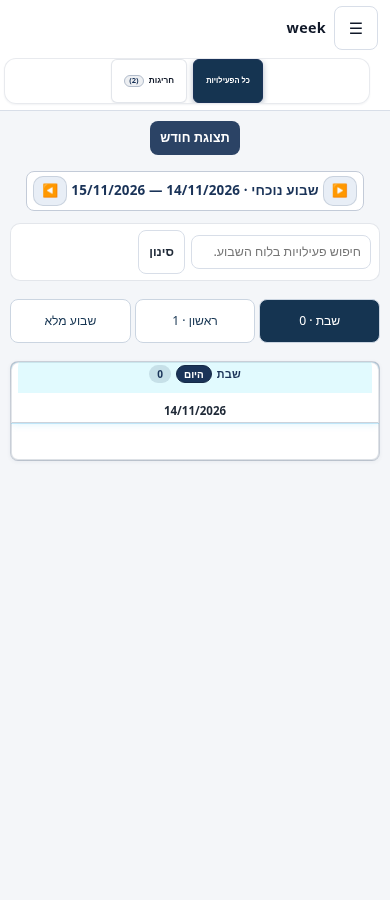 ☰ week
כל הפעילויות חריגות (2)
תצוגת חודש
▶ שבוע נוכחי · 14/11/2026 — 15/11/2026 ◀
חיפוש פעילויות בלוח השבוע. סינון
שבת · 0 ראשון · 1 שבוע מלא
שבת היום 0
14/11/2026